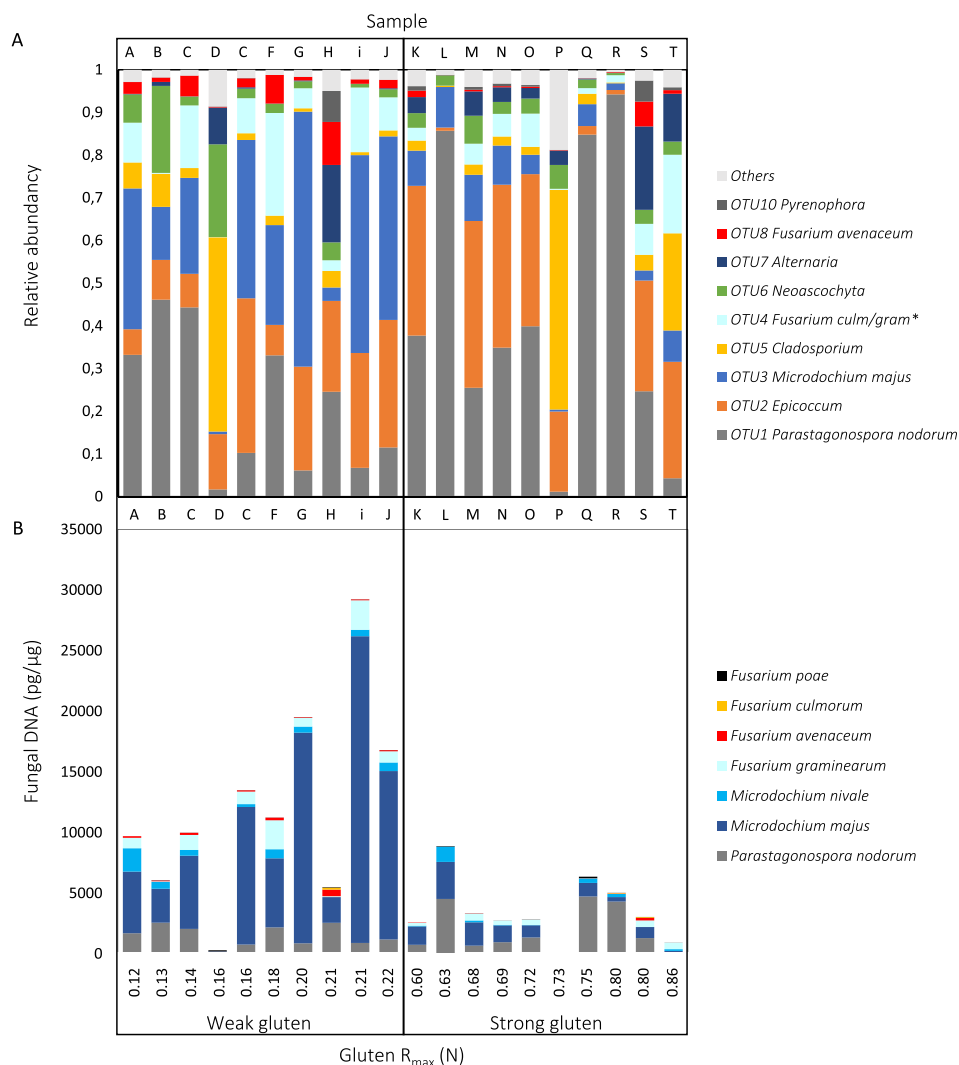 Sample
A
A B C D C F G H i J K L M N O P Q R S T
Relative abundancy
1
0,9
0,8
0,7
0,6
0,5
0,4
0,3
0,2
0,1
0
Others
OTU10 Pyrenophora
OTU8 Fusarium avenaceum
OTU7 Alternaria
OTU6 Neoascochyta
OTU4 Fusarium culm/gram*
OTU5 Cladosporium
OTU3 Microdochium majus
OTU2 Epicoccum
OTU1 Parastagonospora nodorum
B
A B C D C F G H i J K L M N O P Q R S T
Fungal DNA (pg/µg)
35000
30000
25000
20000
15000
10000
5000
0
Fusarium poae
Fusarium culmorum
Fusarium avenaceum
Fusarium graminearum
Microdochium nivale
Microdochium majus
Parastagonospora nodorum
0.12 0.13 0.14 0.16 0.16 0.18 0.20 0.21 0.21 0.22 0.60 0.63 0.68 0.69 0.72 0.73 0.75 0.80 0.80 0.86
Weak gluten Strong gluten
Gluten Rmax (N)